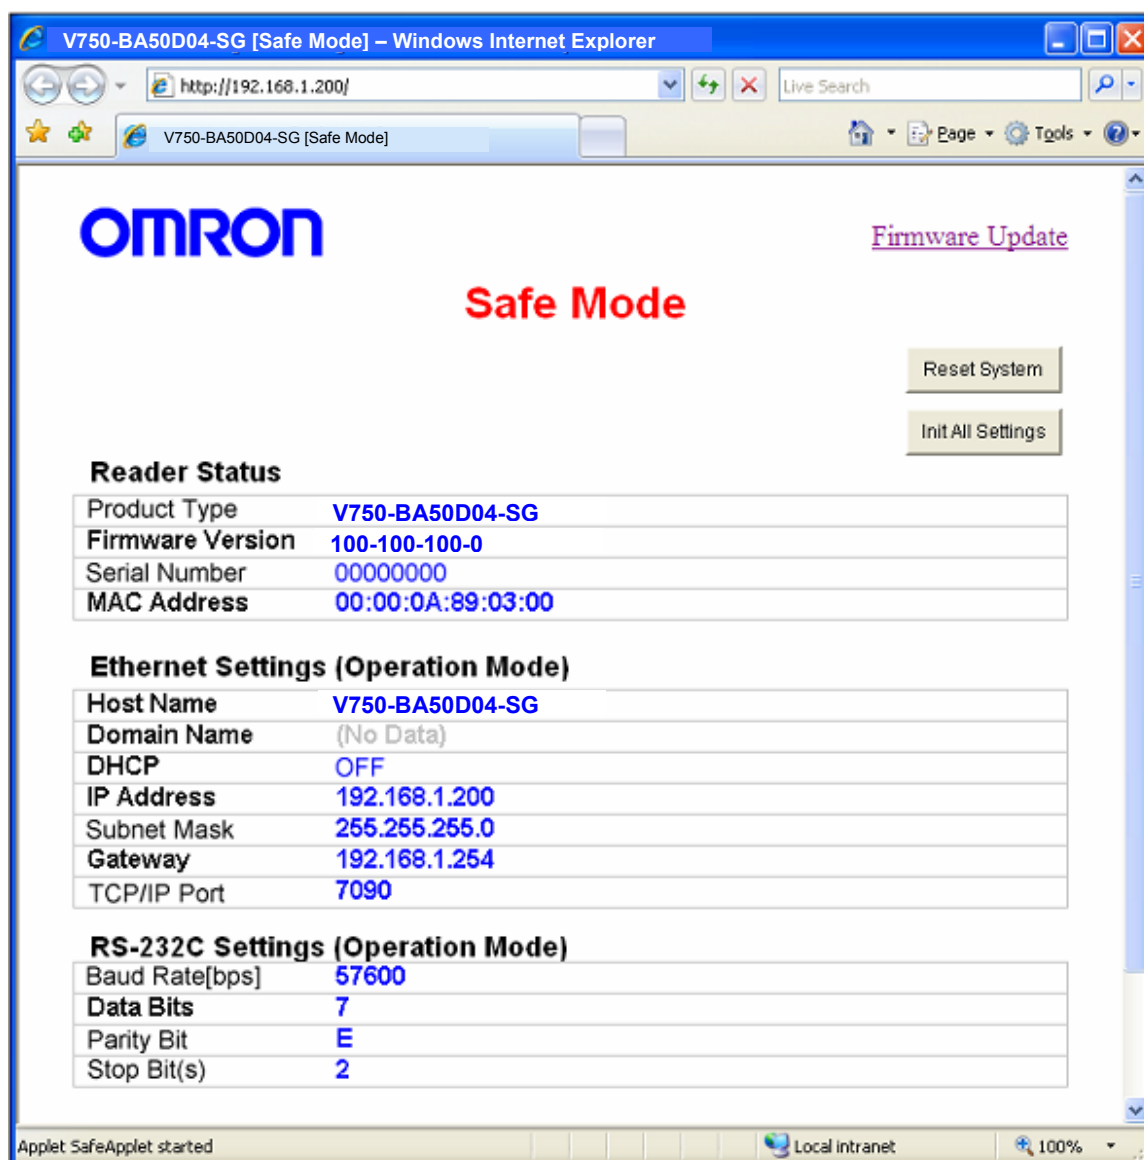 V750-BA50D04-SG [Safe Mode] – Windows Internet Explorer
http://192.168.1.200/
Live Search
V750-BA50D04-SG [Safe Mode]
Page
Tools
OMRON
Firmware Update
Safe Mode
Reset System
Init All Settings
Reader Status
Product Type V750-BA50D04-SG
Firmware Version 100-100-100-0
Serial Number 00000000
MAC Address 00:00:0A:89:03:00
Ethernet Settings (Operation Mode)
Host Name V750-BA50D04-SG
Domain Name (No Data)
DHCP OFF
IP Address 192.168.1.200
Subnet Mask 255.255.255.0
Gateway 192.168.1.254
TCP/IP Port 7090
RS-232C Settings (Operation Mode)
Baud Rate[bps] 57600
Data Bits 7
Parity Bit E
Stop Bit(s) 2
Applet SafeApplet started
Local intranet
100%